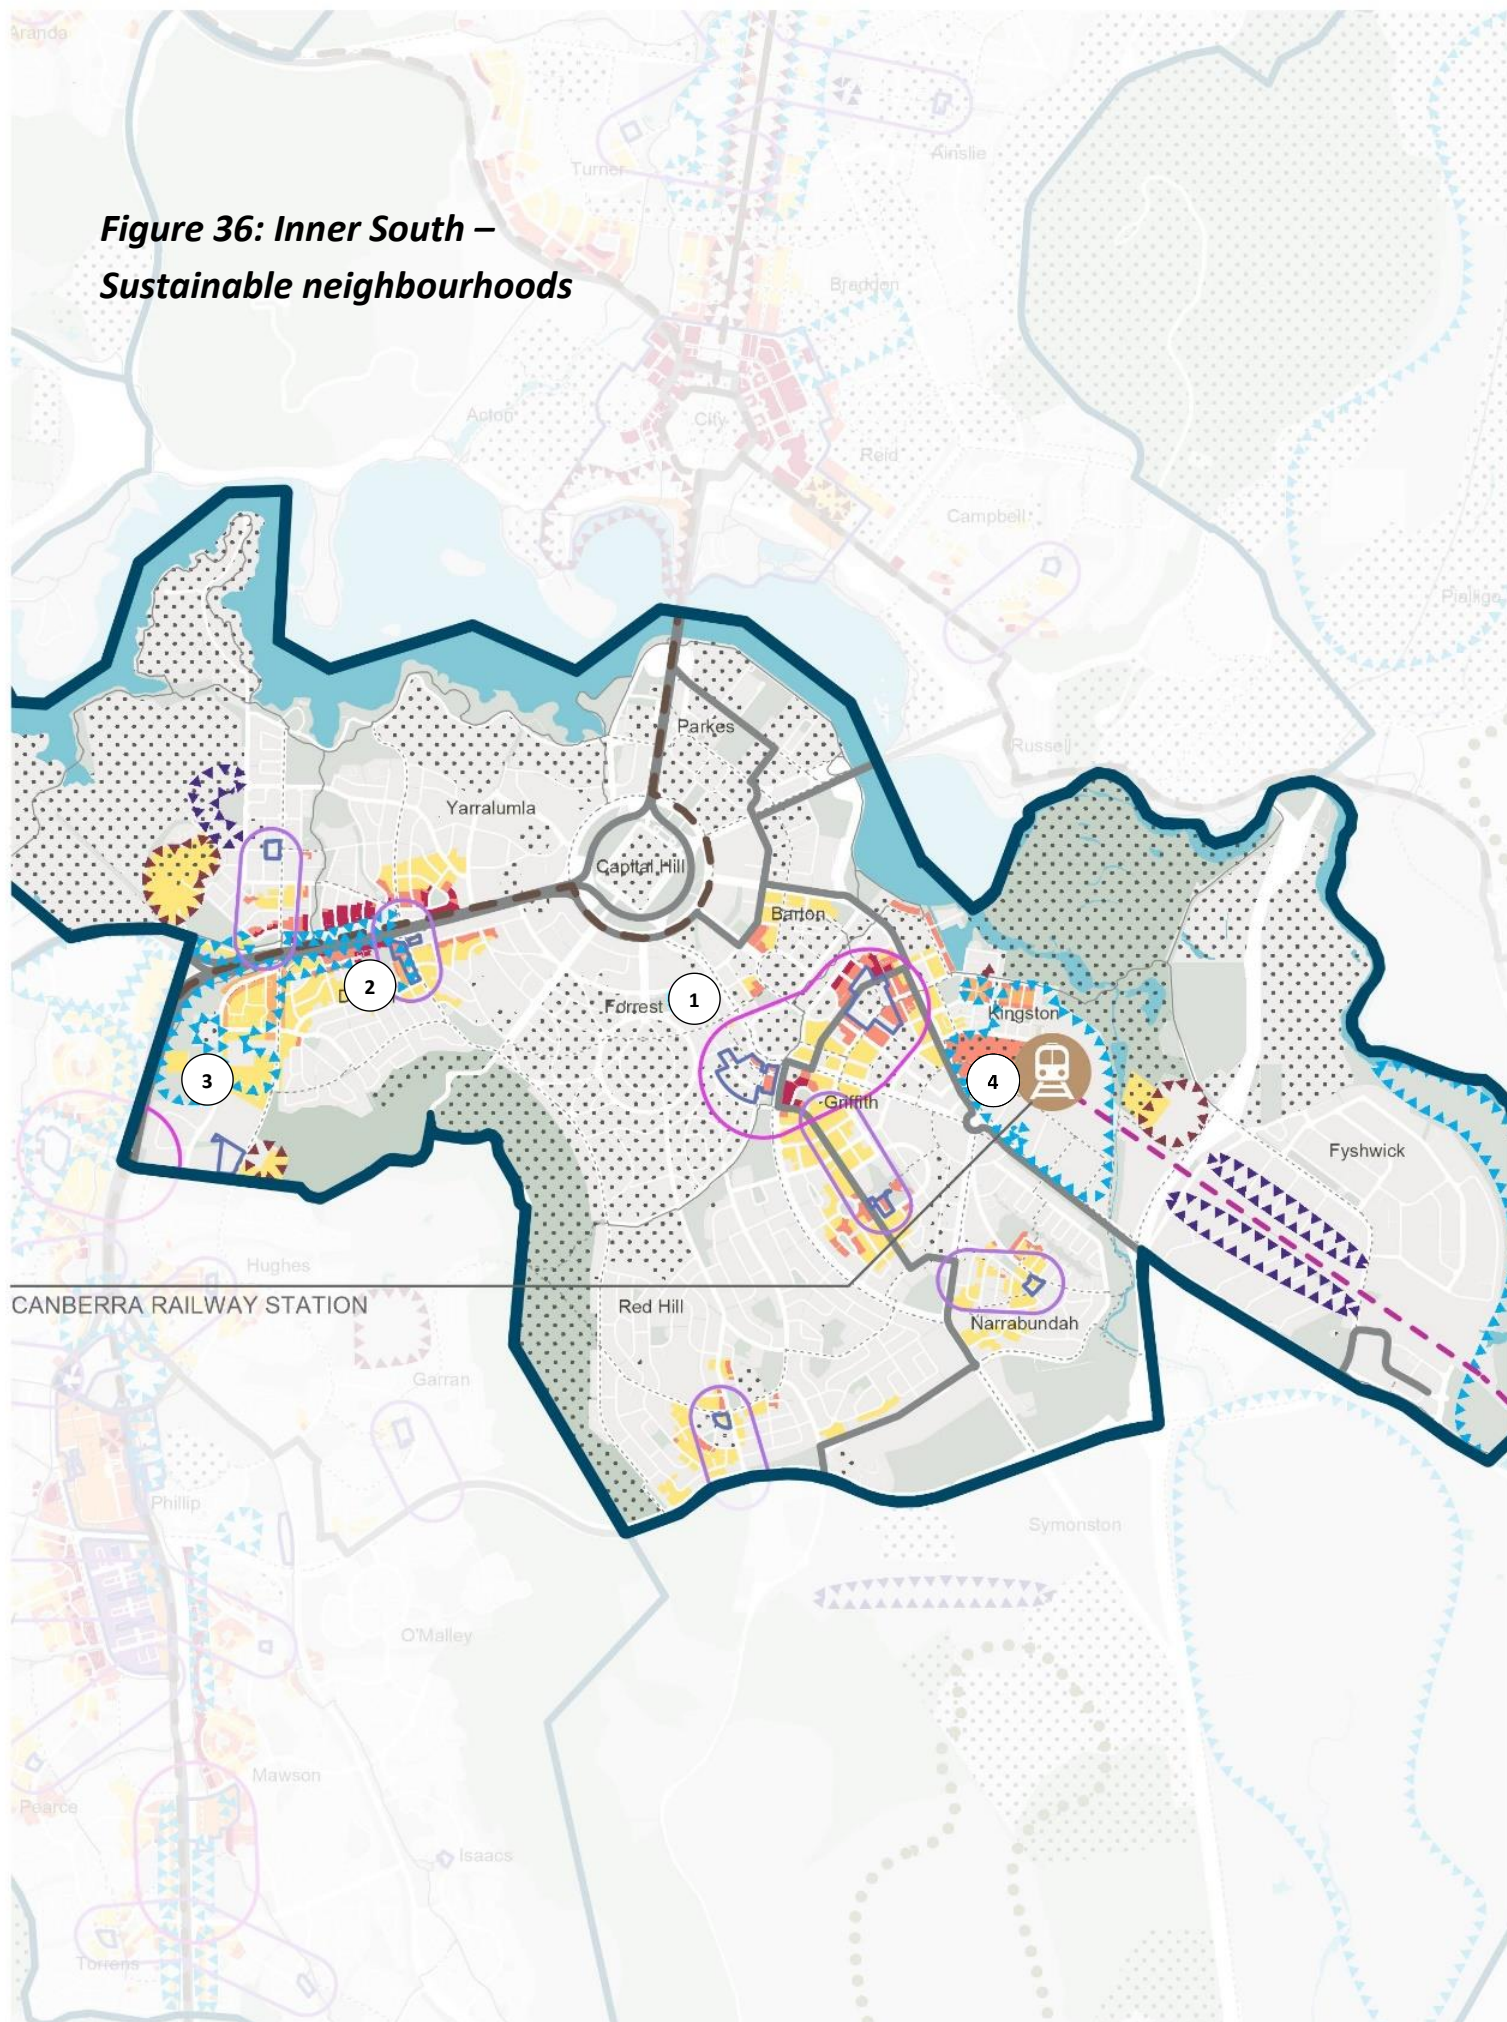 Aranda
Ainslie
Turner
Figure 36: Inner South –
Sustainable neighbourhoods
Braddon
Acton
City
Reid
Campbell
Pialligo
Parkes
Russell
Yarralumla
Capital Hill
Barton
2
1
Forrest
Kingston
3
4
Griffith
Fyshwick
Hughes
CANBERRA RAILWAY STATION
Red Hill
Narrabundah
Garran
Phillip
Symonston
O'Malley
Mawson
Pearce
Isaacs
Torrens